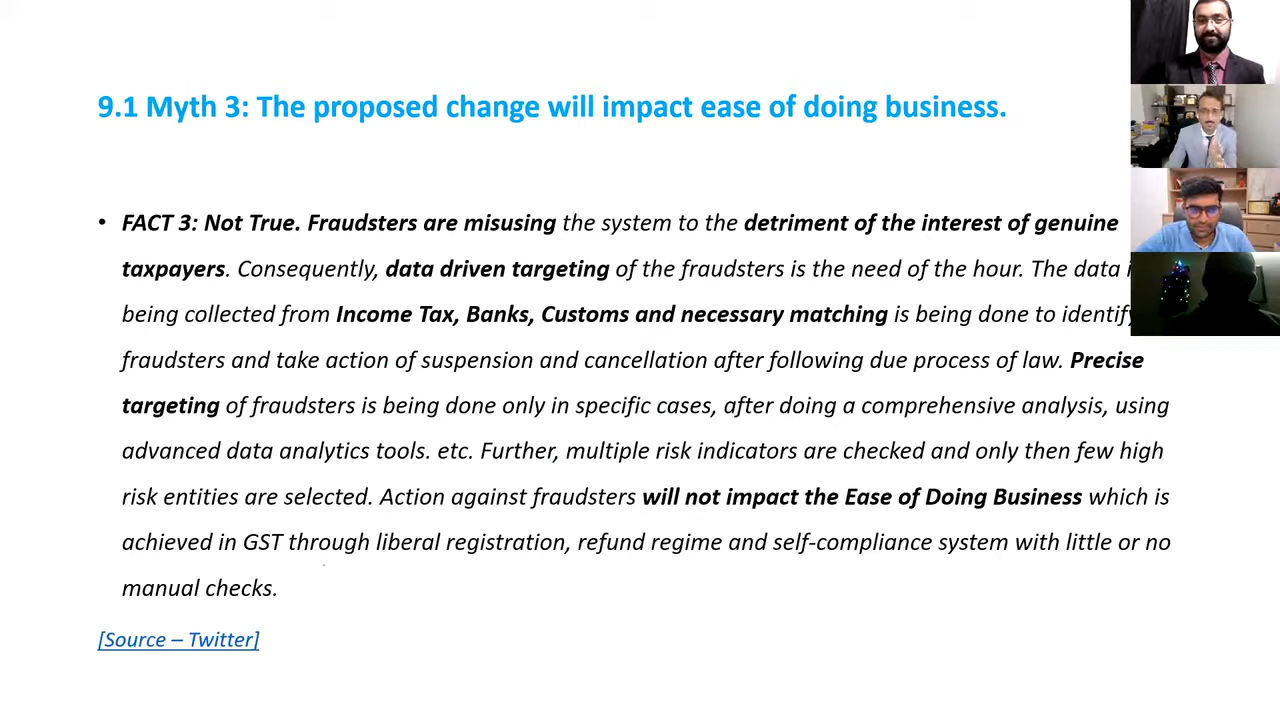 9.1 Myth 3: The proposed change will impact ease of doing business.
• FACT 3: Not True. Fraudsters are misusing the system to the detriment of the interest of genuine
taxpayers. Consequently, data driven targeting of the fraudsters is the need of the hour. The data
being collected from Income Tax, Banks, Customs and necessary matching is being done to identify
fraudsters and take action of suspension and cancellation after following due process of law. Precise
targeting of fraudsters is being done only in specific cases, after doing a comprehensive analysis, using
advanced data analytics tools. etc. Further, multiple risk indicators are checked and only then few high
risk entities are selected. Action against fraudsters will not impact the Ease of Doing Business which is
achieved in GST through liberal registration, refund regime and self-compliance system with little or no
manual checks.
[Source – Twitter]